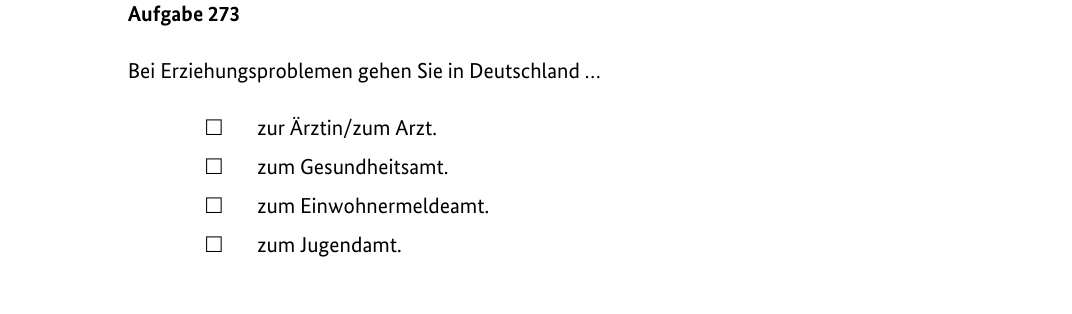 Aufgabe 273
Bei Erziehungsproblemen gehen Sie in Deutschland …
☐ zur Ärztin/zum Arzt.
☐ zum Gesundheitsamt.
☐ zum Einwohnermeldeamt.
☐ zum Jugendamt.